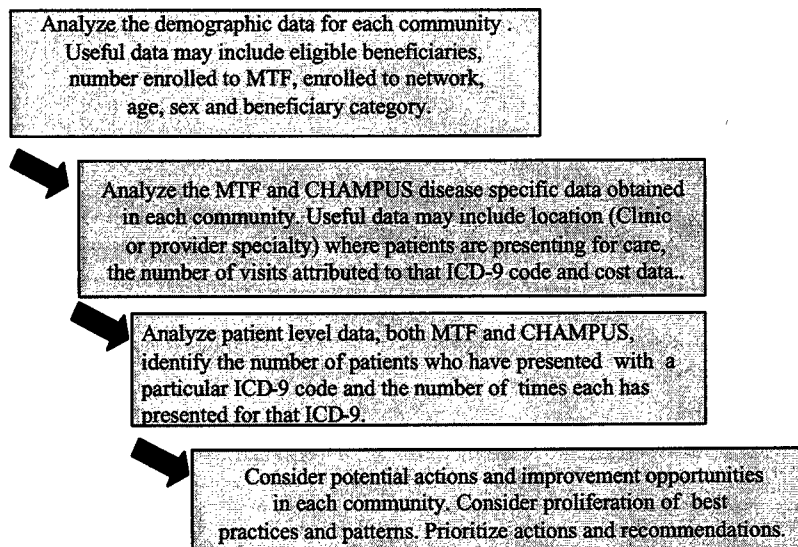 Analyze the demographic data for each community .
Useful data may include eligible beneficiaries,
number enrolled to MTF, enrolled to network,
age, sex and beneficiary category.
Analyze the MTF and CHAMPUS disease specific data obtained
in each community. Useful data may include location (Clinic
or provider specialty) where patients are presenting for care,
the number of visits attributed to that ICD-9 code and cost data..
Analyze patient level data, both MTF and CHAMPUS,
identify the number of patients who have presented with a
particular ICD-9 code and the number of times each has
presented for that ICD-9.
Consider potential actions and improvement opportunities
in each community. Consider proliferation of best
practices and patterns. Prioritize actions and recommendations.